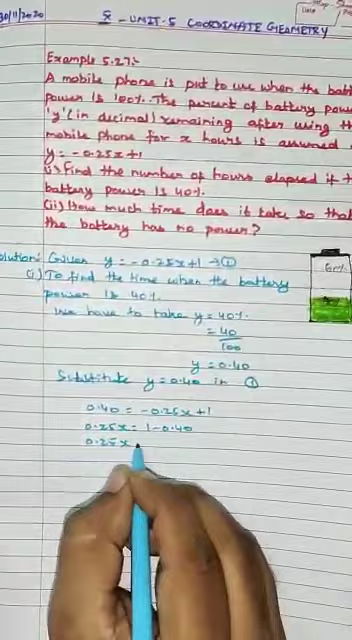 30/11/2020
UNIT-5 COORDINATE GEOMETRY
Date
Example 5.27:-
A mobile phone is put to use when the batt
power is 100%. The percent of battery pow
'y' (in decimal) remaining after using th
mobile phone for x hours is assumed
y = -0.25x+1
(i) Find the number of hours elapsed if t
battery power is 40%.
(ii) How much time does it take so that
the battery has no power?
olution: Given y = -0.25x+1 → ①
(i) To find the time when the battery
power is 40%.
60%
We have to take y = 40%.
= 40
100
y = 0.40
Substitute y = 0.40 in ①
0.40 = -0.25x+1
0.25x = 1-0.40
0.25x